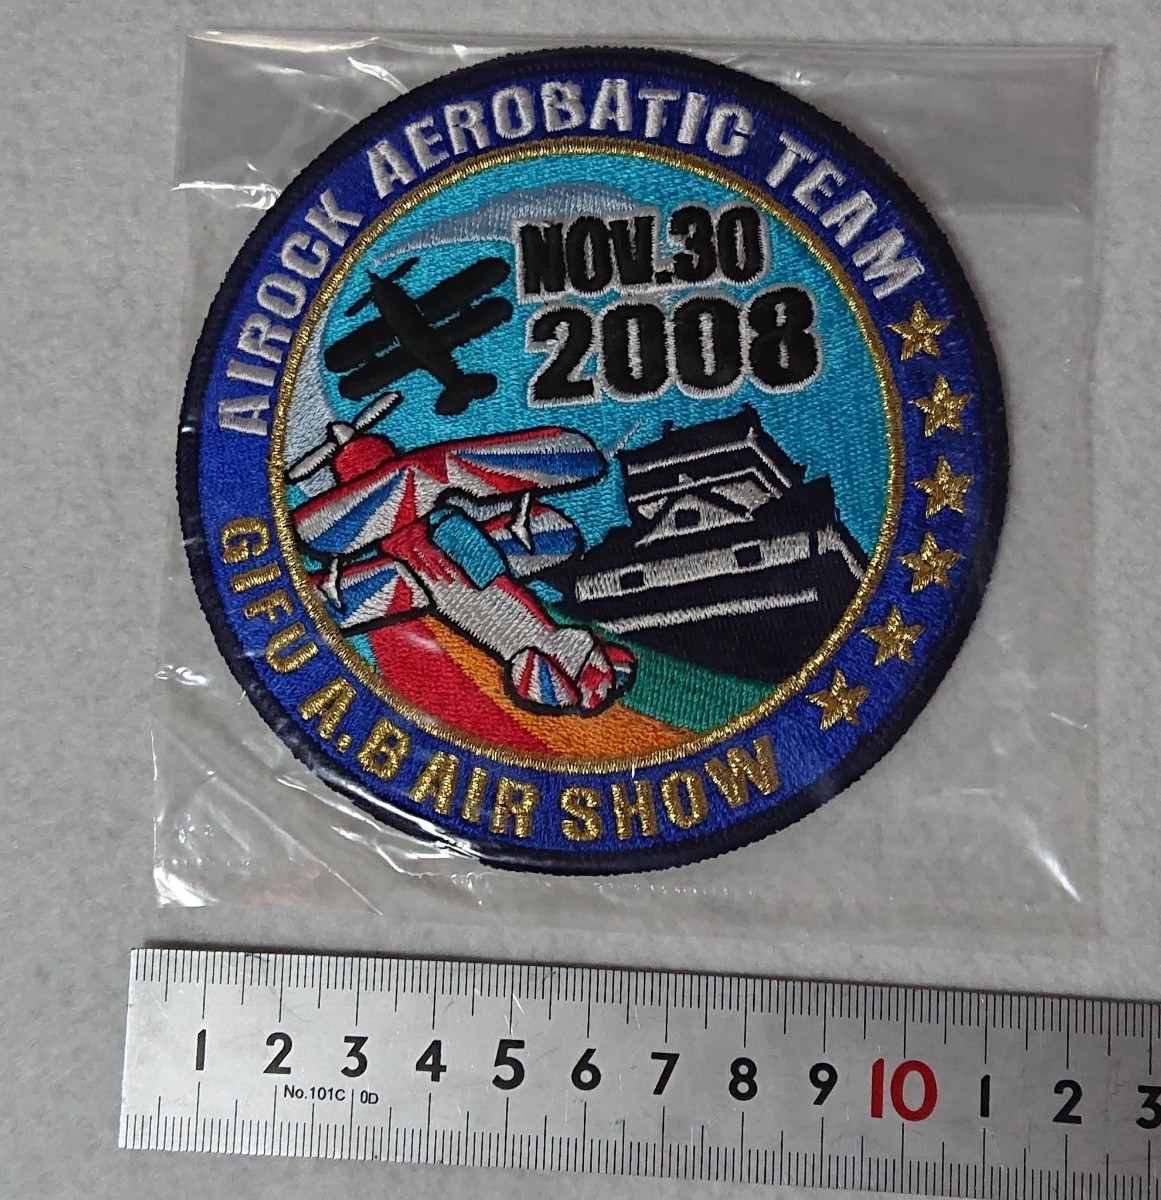 AIROCK AEROBATIC TEAM
NOV.30
2008
GIFU A.B AIR SHOW
1 2 3 4 5 6 7 8 9 10 1 2 3
No.101C 0D